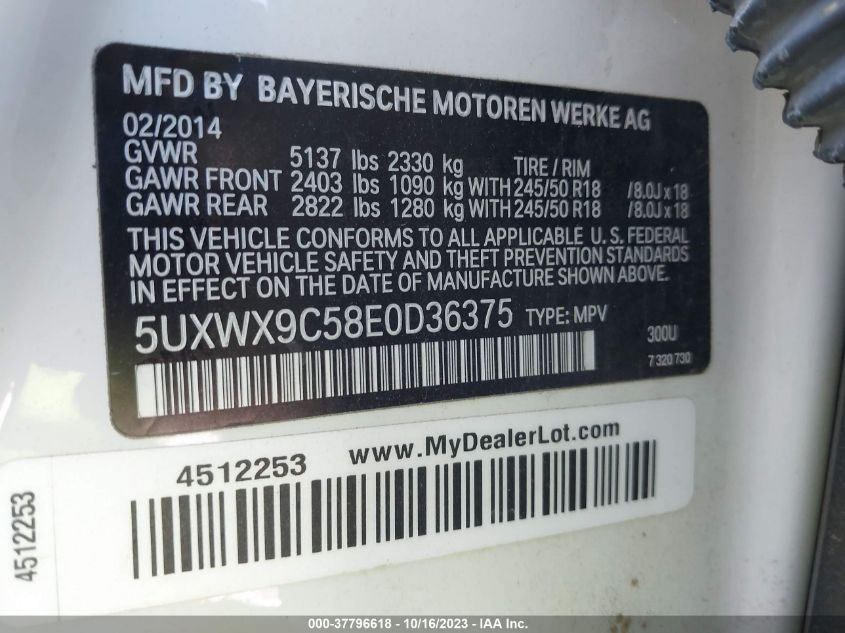 MFD BY BAYERISCHE MOTOREN WERKE AG
02/2014
GVWR 5137 lbs 2330 kg TIRE / RIM
GAWR FRONT 2403 lbs 1090 kg WITH 245/50 R18 /8.0J x 18
GAWR REAR 2822 lbs 1280 kg WITH 245/50 R18 /8.0J x 18
THIS VEHICLE CONFORMS TO ALL APPLICABLE U. S. FEDERAL
MOTOR VEHICLE SAFETY AND THEFT PREVENTION STANDARDS
IN EFFECT ON THE DATE OF MANUFACTURE SHOWN ABOVE.
5UXWX9C58E0D36375 TYPE: MPV 300U
7 320 730
4512253 www.MyDealerLot.com
4512253
000-37796618 - 10/16/2023 - IAA Inc.